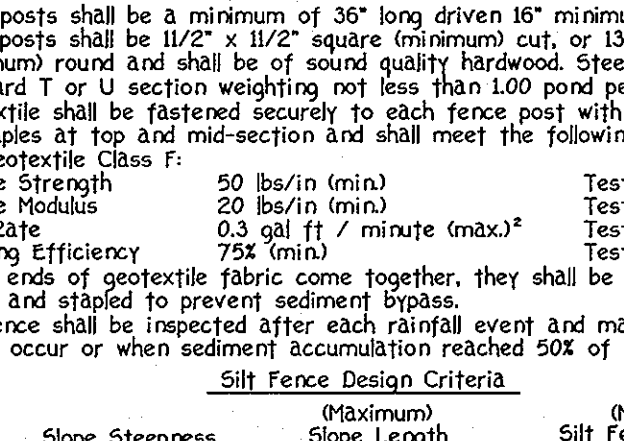 posts shall be a minimum of 36" long driven 16" minimu
posts shall be 11/2" x 11/2" square (minimum) cut, or 13
um) round and shall be of sound quality hardwood. Stee
ard T or U section weighting not less than 1.00 pond pe
xtile shall be fastened securely to each fence post with
ples at top and mid-section and shall meet the followin
eotextile Class F:
e Strength 50 lbs/in (min.) Tes
e Modulus 20 lbs/in (min.) Tes
Rate 0.3 gal ft / minute (max.)² Tes
ng Efficiency 75% (min.) Tes
ends of geotextile fabric come together, they shall be
and stapled to prevent sediment bypass.
ence shall be inspected after each rainfall event and ma
occur or when sediment accumulation reached 50% of
Silt Fence Design Criteria
(Maximum) (M
Slope Steepness Slope Length Silt Fe